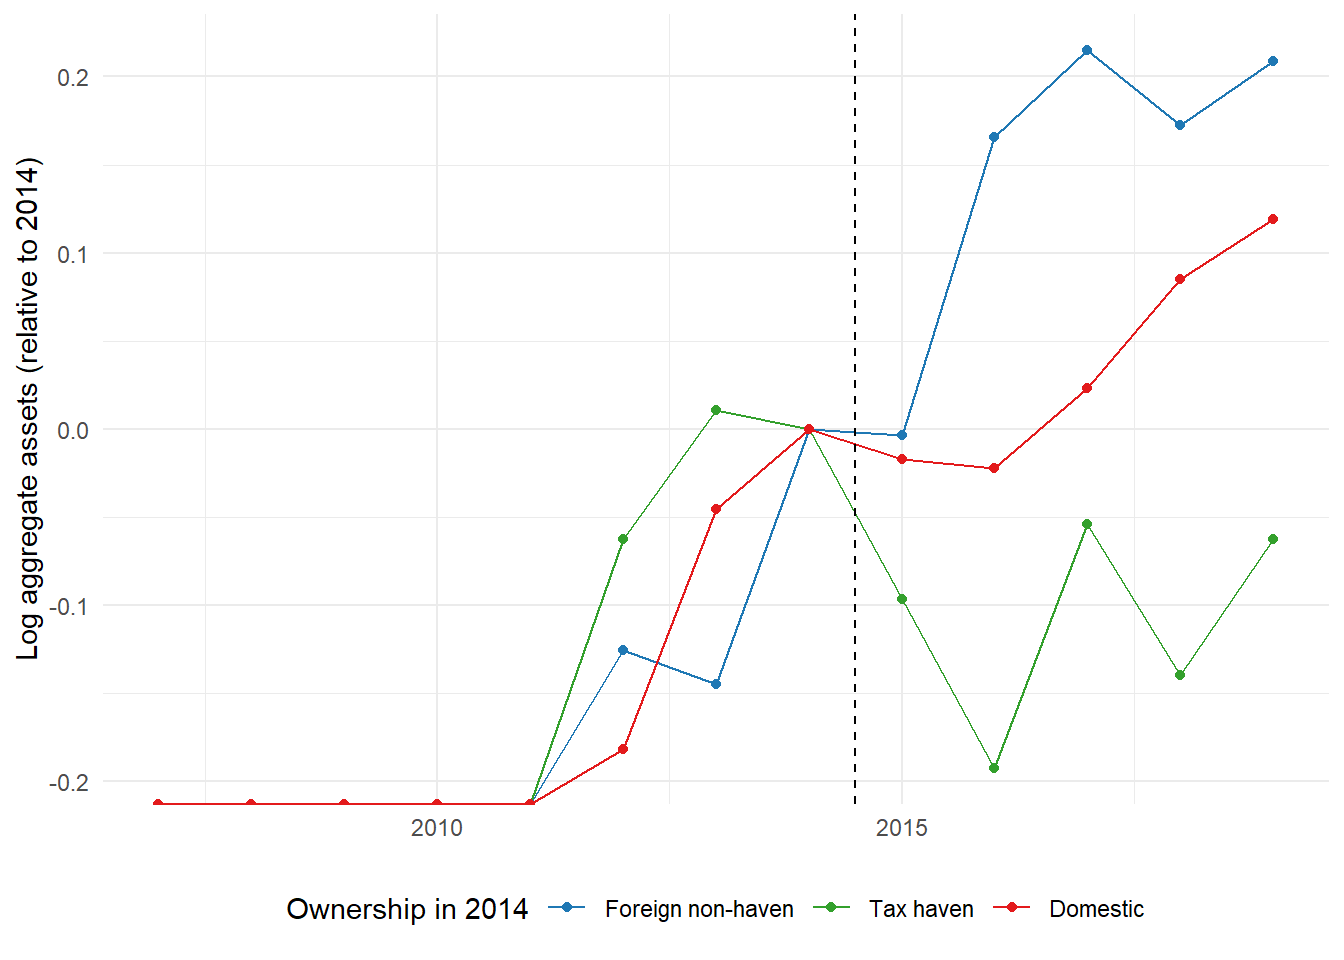 Log aggregate assets (relative to 2014)
0.2
0.1
0.0
-0.1
-0.2
2010
2015
Ownership in 2014
Foreign non-haven
Tax haven
Domestic